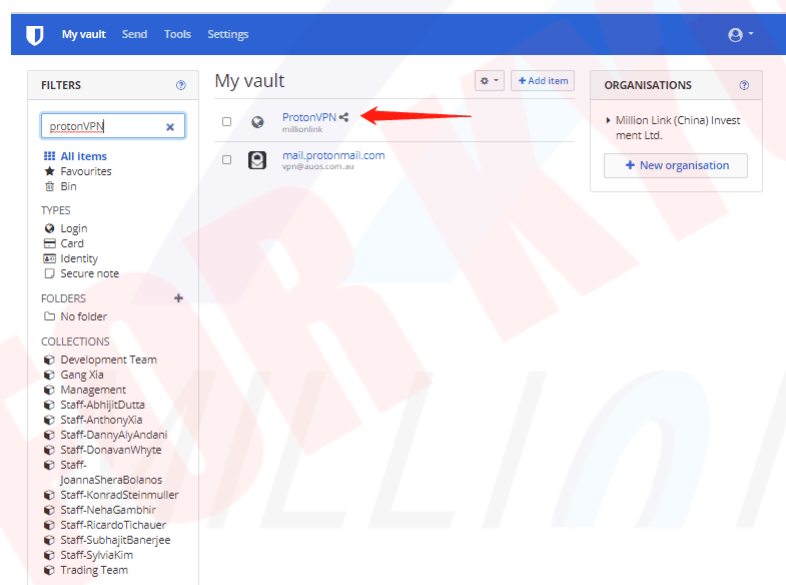 My vault Send Tools Settings
FILTERS
protonVPN
All items
Favourites
Bin
TYPES
Login
Card
Identity
Secure note
FOLDERS
No folder
COLLECTIONS
Development Team
Gang Xia
Management
Staff-AbhijitDutta
Staff-AnthonyXia
Staff-DannyAlyAndani
Staff-DonavanWhyte
Staff-
JoannaSheraBolanos
Staff-KonradSteinmuller
Staff-NehaGambhir
Staff-RicardoTichauer
Staff-SubhajitBanerjee
Staff-SylviaKim
Trading Team
My vault
+ Add item
ProtonVPN
millionlink
mail.protonmail.com
vpn@auos.com.au
ORGANISATIONS
Million Link (China) Invest
ment Ltd.
+ New organisation
FOR KY
MILLION